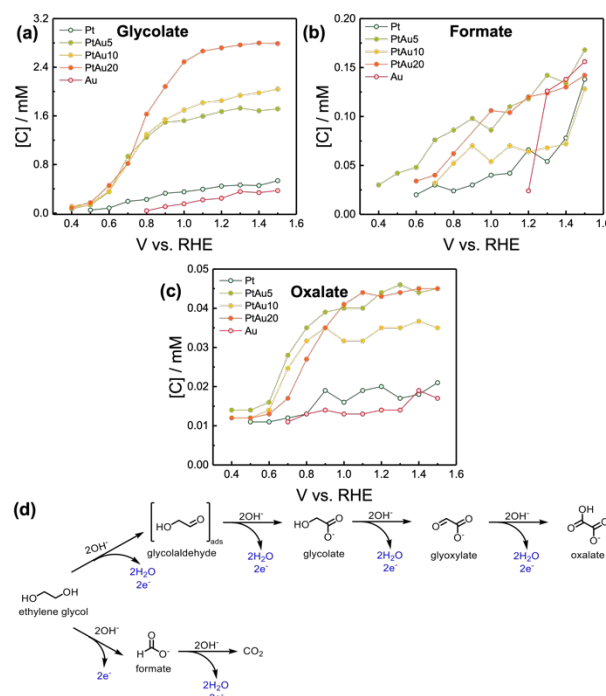 (a) Glycolate
Pt
PtAu5
PtAu10
PtAu20
Au
[C] / mM
2.8
2.4
1.6
0.8
0.0
0.4 0.6 0.8 1.0 1.2 1.4 1.6
V vs. RHE
(b) Formate
Pt
PtAu5
PtAu10
PtAu20
Au
[C] / mM
0.20
0.15
0.10
0.05
0.00
0.4 0.6 0.8 1.0 1.2 1.4 1.6
V vs. RHE
(c) Oxalate
Pt
PtAu5
PtAu10
PtAu20
Au
[C] / mM
0.05
0.04
0.03
0.02
0.01
0.00
0.4 0.6 0.8 1.0 1.2 1.4 1.6
V vs. RHE
(d)
HO
OH
ethylene glycol
2OH-
2H₂O
2e-
HO
O
ads
glycolaldehyde
2OH-
2H₂O
2e-
HO
O
O-
glycolate
2OH-
2H₂O
2e-
O
O
O-
glyoxylate
2OH-
2H₂O
2e-
OH
O
O
O-
oxalate
2OH-
2e-
O
H
O-
formate
2OH-
2H₂O
2e-
CO₂